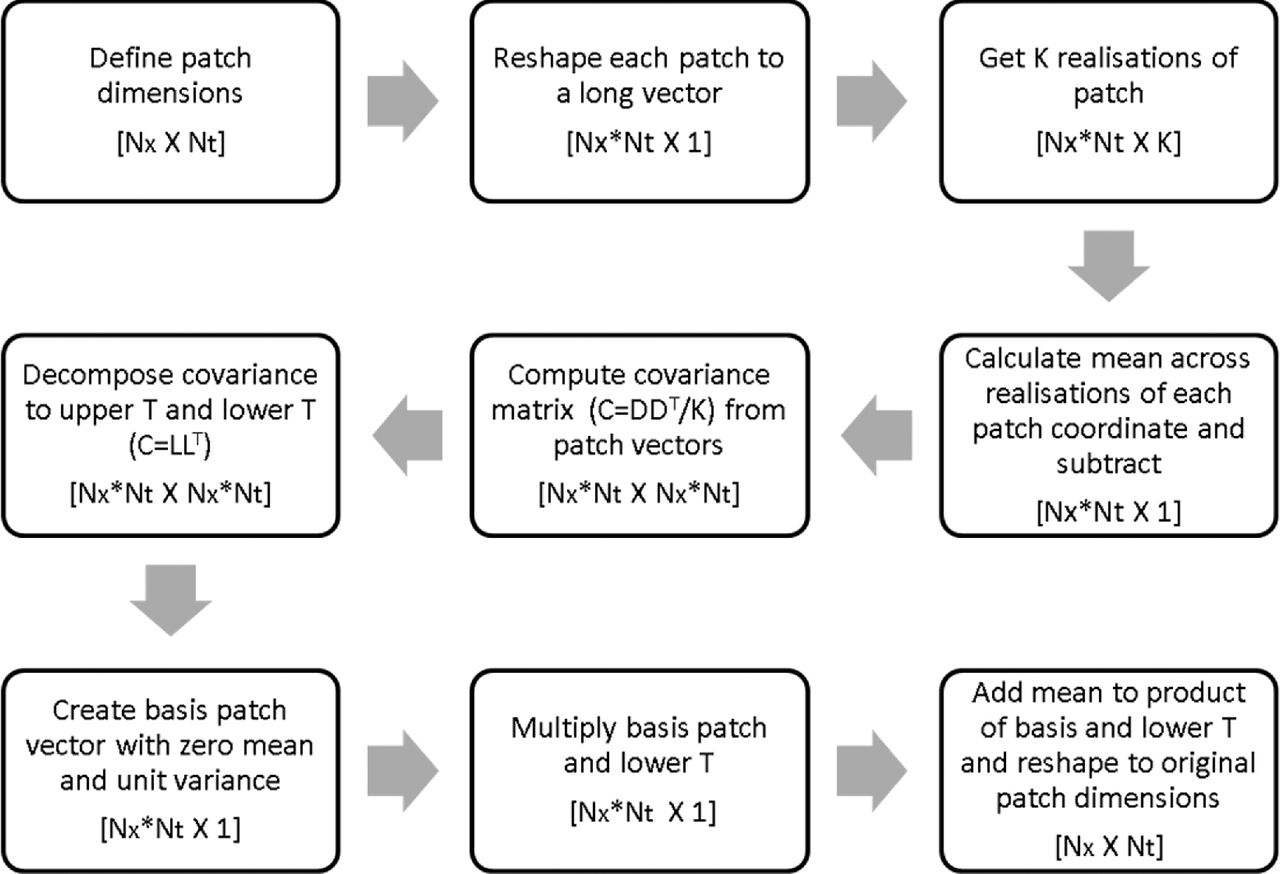 Define patch
dimensions
[Nx X Nt]
Reshape each patch to
a long vector
[Nx*Nt X 1]
Get K realisations of
patch
[Nx*Nt X K]
Calculate mean across
realisations of each
patch coordinate and
subtract
[Nx*Nt X 1]
Compute covariance
matrix (C=DDᵀ/K) from
patch vectors
[Nx*Nt X Nx*Nt]
Decompose covariance
to upper T and lower T
(C=LLᵀ)
[Nx*Nt X Nx*Nt]
Create basis patch
vector with zero mean
and unit variance
[Nx*Nt X 1]
Multiply basis patch
and lower T
[Nx*Nt X 1]
Add mean to product
of basis and lower T
and reshape to original
patch dimensions
[Nx X Nt]